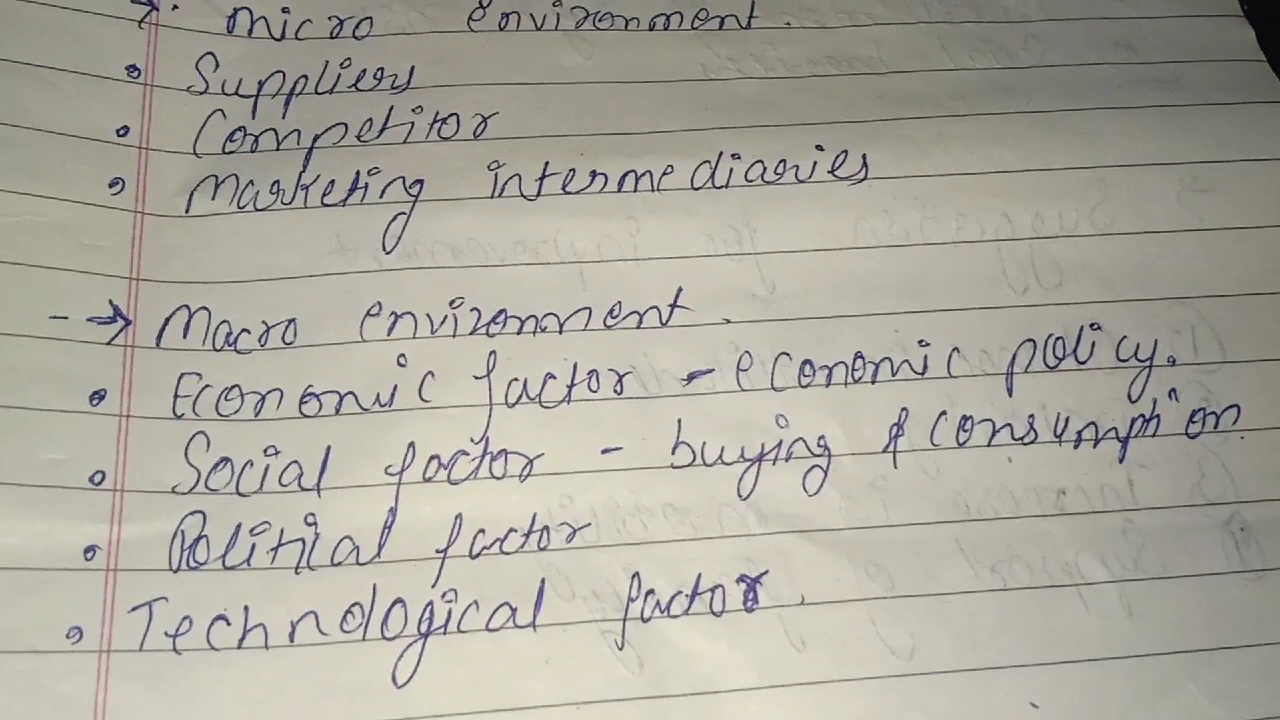 →. micro environment.
• Suppliers
• Competitor
• Marketing intermediaries
-→ Macro environment.
• Economic factor - economic policy.
• Social factor - buying & consumption.
• Political factor
• Technological factor.